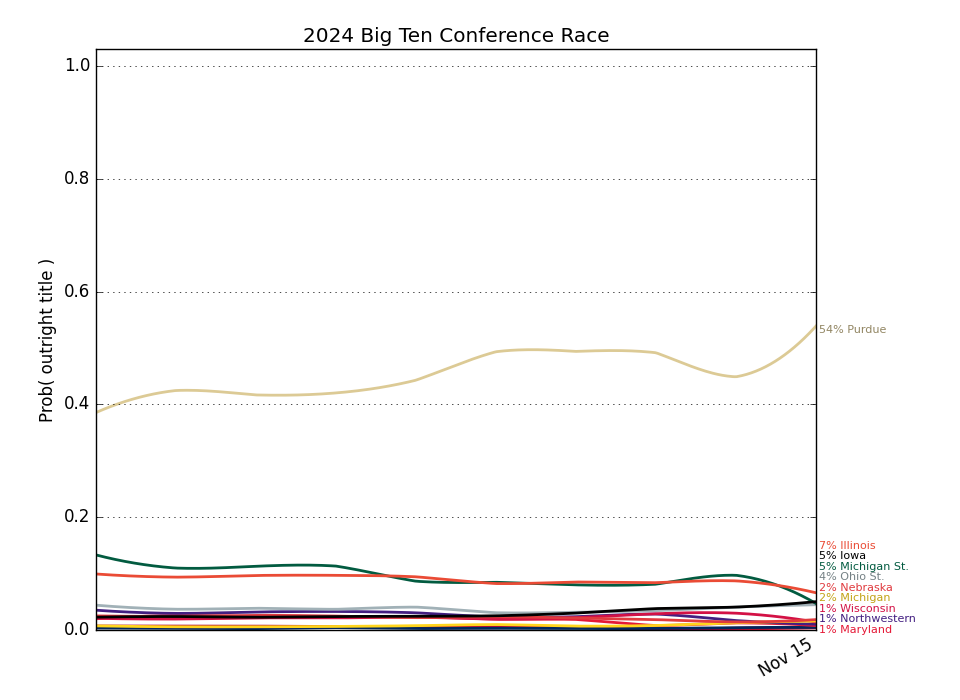 2024 Big Ten Conference Race
Prob( outright title )
1.0
0.8
0.6
0.4
0.2
0.0
54% Purdue
7% Illinois
5% Iowa
5% Michigan St.
4% Ohio St.
2% Nebraska
2% Michigan
1% Wisconsin
1% Northwestern
1% Maryland
Nov 15